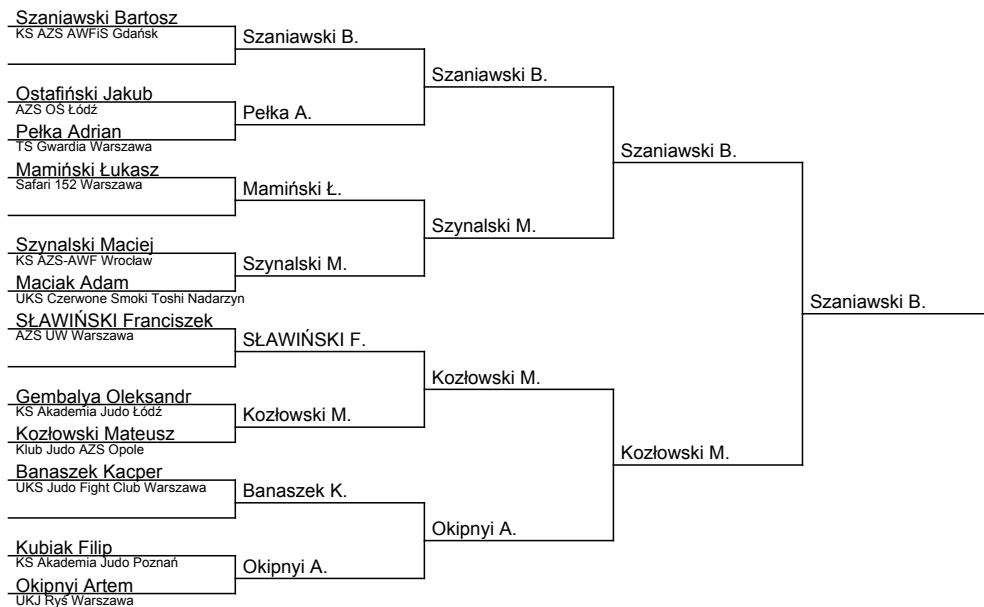 Szaniawski Bartosz
KS AZS AWFiS Gdańsk
Ostafiński Jakub
AZS OŚ Łódź
Pełka Adrian
TS Gwardia Warszawa
Mamiński Łukasz
Safari 152 Warszawa
Szynalski Maciej
KS AZS-AWF Wrocław
Maciak Adam
UKS Czerwone Smoki Toshi Nadarzyn
SŁAWIŃSKI Franciszek
AZS UW Warszawa
Gembalya Oleksandr
KS Akademia Judo Łódź
Kozłowski Mateusz
Klub Judo AZS Opole
Banaszek Kacper
UKS Judo Fight Club Warszawa
Kubiak Filip
KS Akademia Judo Poznań
Okipnyi Artem
UKJ Ryś Warszawa
Szaniawski B.
Pełka A.
Mamiński Ł.
Szynalski M.
SŁAWIŃSKI F.
Kozłowski M.
Banaszek K.
Okipnyi A.
Szaniawski B.
Szynalski M.
Kozłowski M.
Okipnyi A.
Szaniawski B.
Kozłowski M.
Szaniawski B.